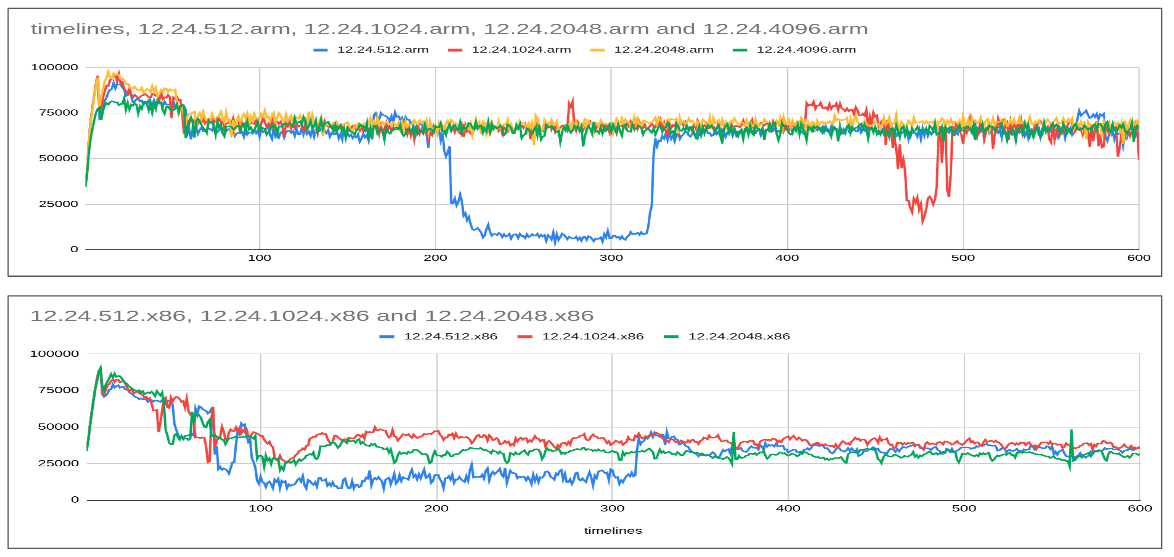 timelines, 12.24.512.arm, 12.24.1024.arm, 12.24.2048.arm and 12.24.4096.arm
12.24.512.arm 12.24.1024.arm 12.24.2048.arm 12.24.4096.arm
100000
75000
50000
25000
0
100 200 300 400 500 600
12.24.512.x86, 12.24.1024.x86 and 12.24.2048.x86
12.24.512.x86 12.24.1024.x86 12.24.2048.x86
100000
75000
50000
25000
0
100 200 300 400 500 600
timelines